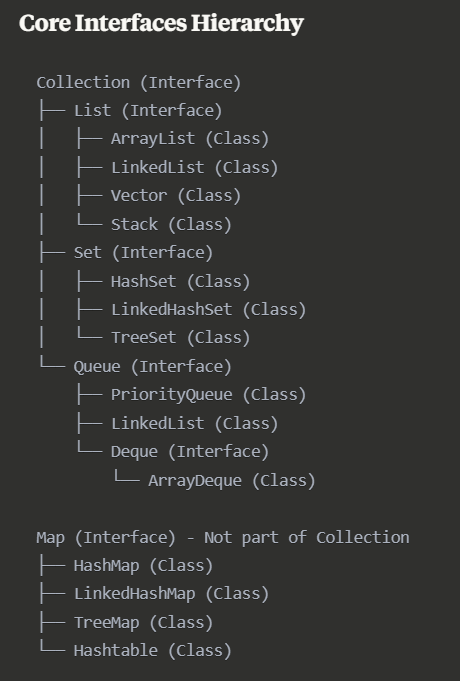 Core Interfaces Hierarchy
Collection (Interface)
├── List (Interface)
│   ├── ArrayList (Class)
│   ├── LinkedList (Class)
│   ├── Vector (Class)
│   └── Stack (Class)
├── Set (Interface)
│   ├── HashSet (Class)
│   ├── LinkedHashSet (Class)
│   └── TreeSet (Class)
└── Queue (Interface)
    ├── PriorityQueue (Class)
    ├── LinkedList (Class)
    └── Deque (Interface)
        └── ArrayDeque (Class)
Map (Interface) - Not part of Collection
├── HashMap (Class)
├── LinkedHashMap (Class)
├── TreeMap (Class)
└── Hashtable (Class)